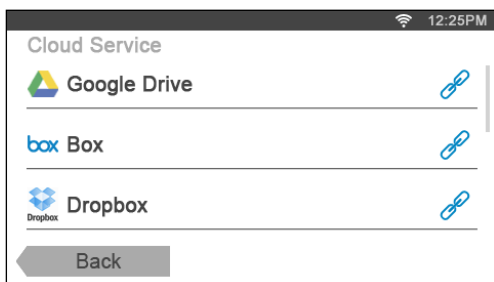 12:25PM
Cloud Service
Google Drive
box Box
Dropbox Dropbox
Back